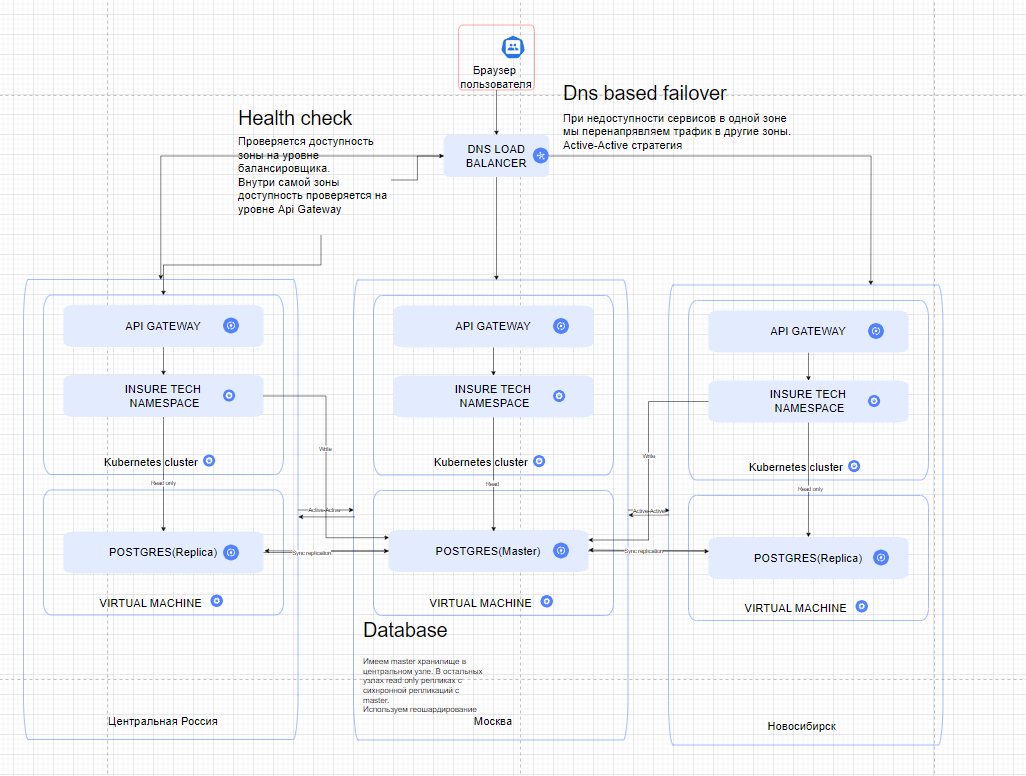 Браузер
пользователя
Dns based failover
При недоступности сервисов в одной зоне
мы перенапрявляем трафик в другие зоны.
Active-Active стратегия
Health check
Проверяется доступность
зоны на уровне
балансировщика.
Внутри самой зоны
доступность проверяется на
уровне Api Gateway
DNS LOAD
BALANCER
API GATEWAY
INSURE TECH
NAMESPACE
Kubernetes cluster
Read only
Write
POSTGRES(Replica)
VIRTUAL MACHINE
Центральная Россия
Active-Active
Sync replication
API GATEWAY
INSURE TECH
NAMESPACE
Kubernetes cluster
Read
POSTGRES(Master)
VIRTUAL MACHINE
Database
Имеем master хранилище в
центральном узле. В остальных
узлах read only репликах с
сихнронной репликацией с
master.
Используем геошардирование
Москва
Write
Active-Active
Sync replication
API GATEWAY
INSURE TECH
NAMESPACE
Kubernetes cluster
Read only
POSTGRES(Replica)
VIRTUAL MACHINE
Новосибирск